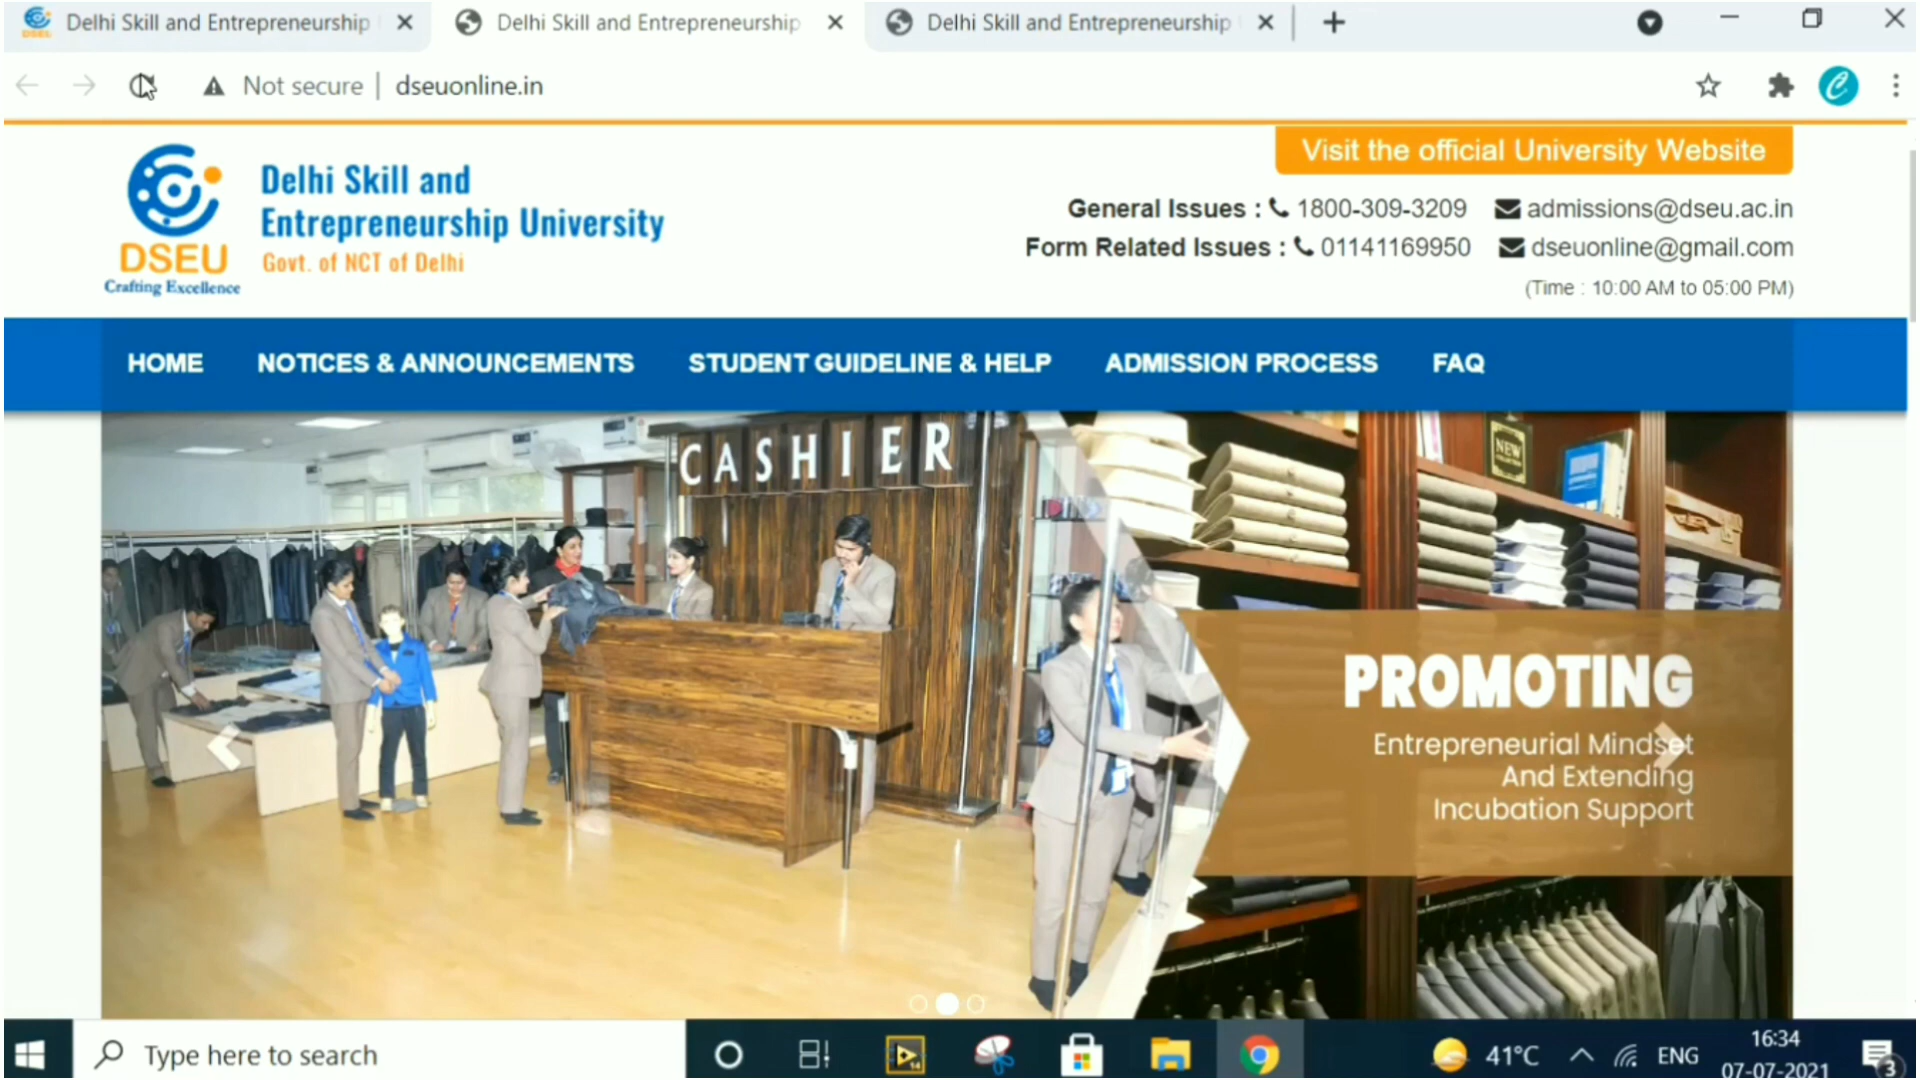 Delhi Skill and Entrepreneurship
Delhi Skill and Entrepreneurship
Delhi Skill and Entrepreneurship
Not secure | dseuonline.in
Visit the official University Website
DSEU
Crafting Excellence
Delhi Skill and
Entrepreneurship University
Govt. of NCT of Delhi
General Issues : 1800-309-3209 admissions@dseu.ac.in
Form Related Issues : 01141169950 dseuonline@gmail.com
(Time : 10:00 AM to 05:00 PM)
HOME NOTICES & ANNOUNCEMENTS STUDENT GUIDELINE & HELP ADMISSION PROCESS FAQ
CASHIER
NEW
PROMOTING
Entrepreneurial Mindset
And Extending
Incubation Support
Type here to search
41°C ENG
16:34
07-07-2021
3